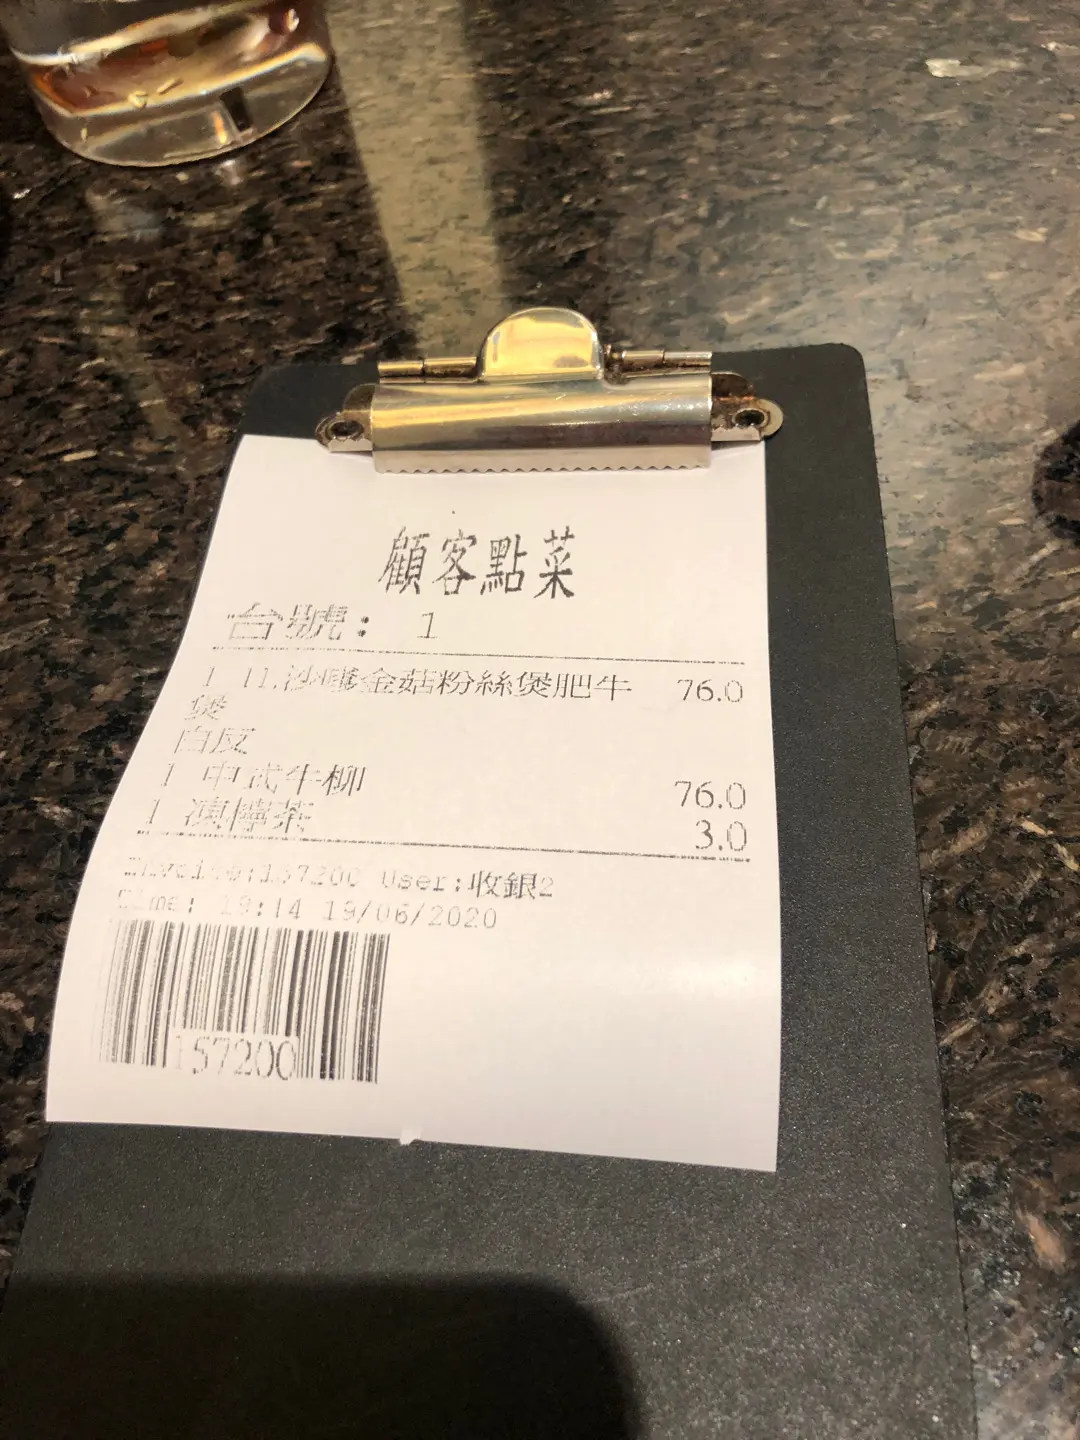 顧客點菜
台號: 1
1 11.沙嗲金菇粉絲煲肥牛 76.0
煲
白反
1 中式牛柳 76.0
1 凍檸茶 3.0
Invoice:157200 User:收銀2
Time: 19:14 19/06/2020
157200